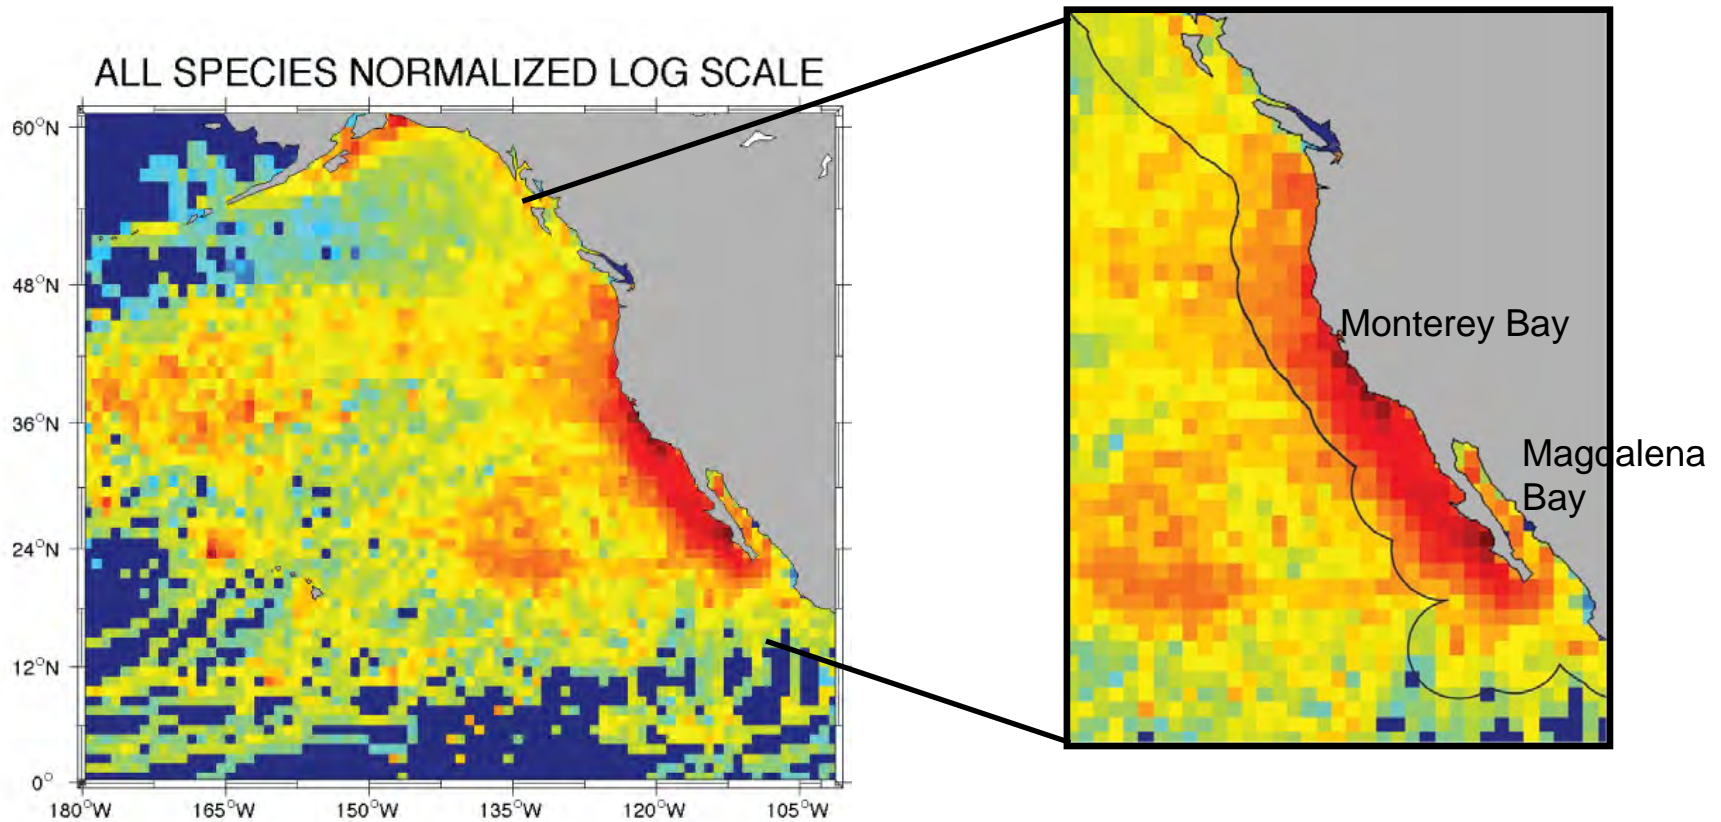 ALL SPECIES NORMALIZED LOG SCALE
60°N
48°N
36°N
24°N
12°N
0°
180°W 165°W 150°W 135°W 120°W 105°W
Monterey Bay
Magdalena
Bay